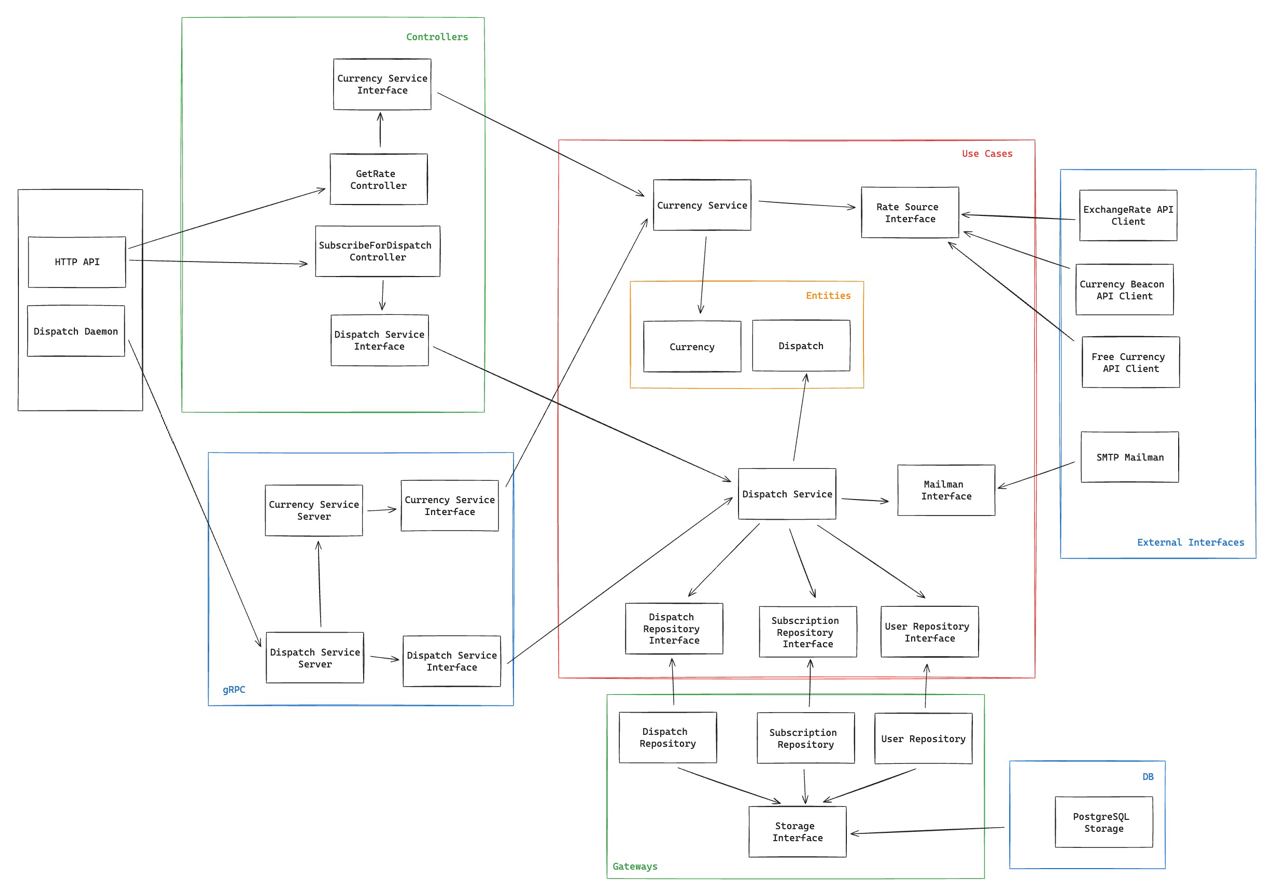 Controllers
Currency Service
Interface
GetRate
Controller
SubscribeForDispatch
Controller
Dispatch Service
Interface
HTTP API
Dispatch Daemon
Use Cases
Currency Service
Rate Source
Interface
Entities
Currency
Dispatch
Dispatch Service
Mailman
Interface
Dispatch
Repository
Interface
Subscription
Repository
Interface
User Repository
Interface
ExchangeRate API
Client
Currency Beacon
API Client
Free Currency
API Client
SMTP Mailman
External Interfaces
Currency Service
Server
Currency Service
Interface
Dispatch Service
Server
Dispatch Service
Interface
gRPC
Dispatch
Repository
Subscription
Repository
User Repository
Storage
Interface
Gateways
DB
PostgreSQL
Storage